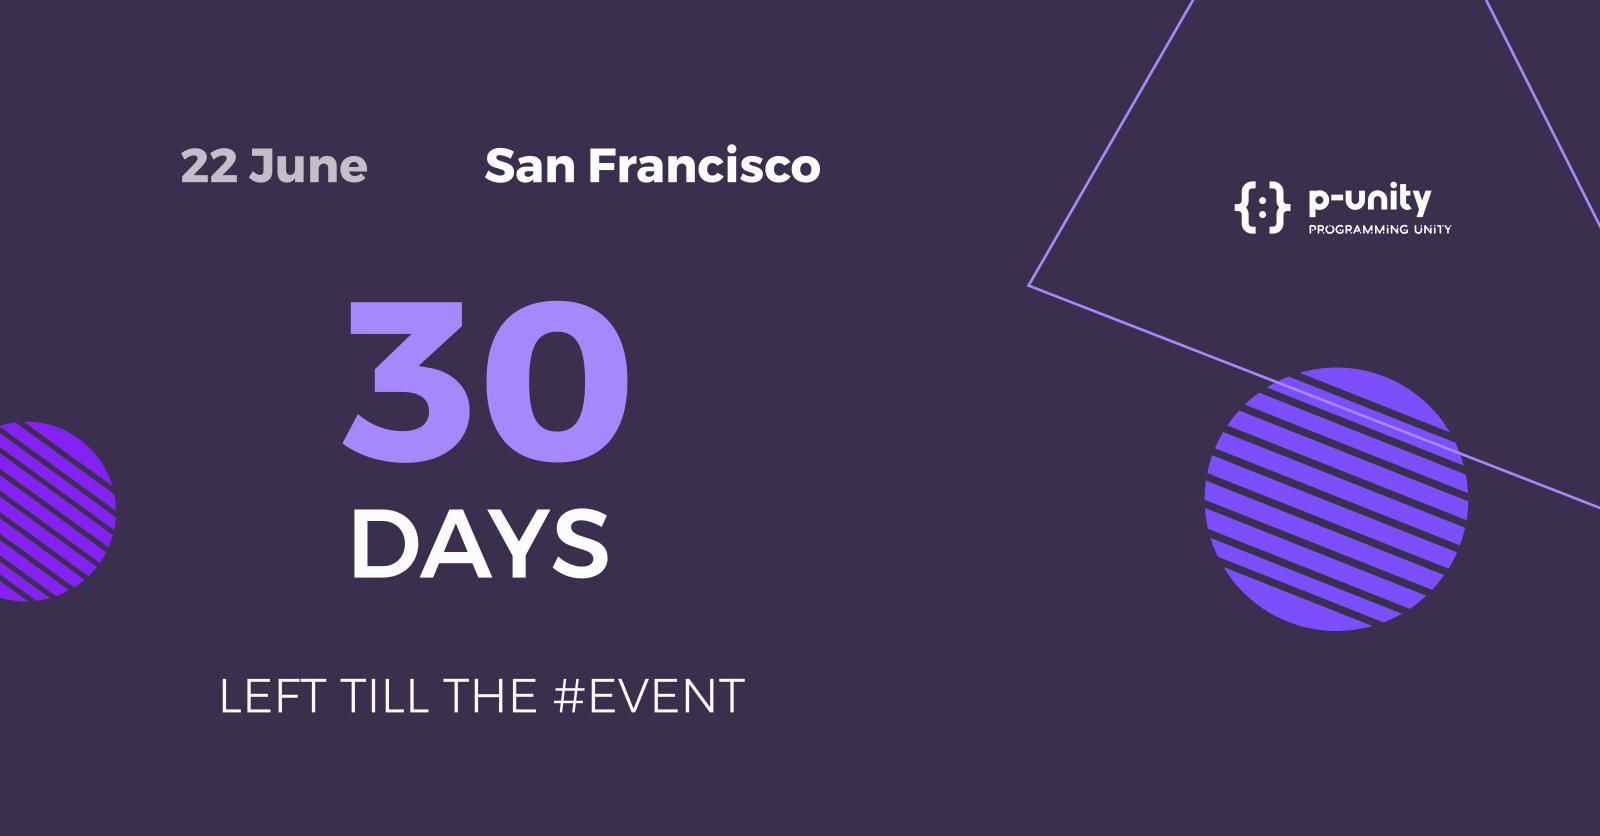 22 June San Francisco
p-unity
PROGRAMMiNG UNiTY
30
DAYS
LEFT TILL THE #EVENT